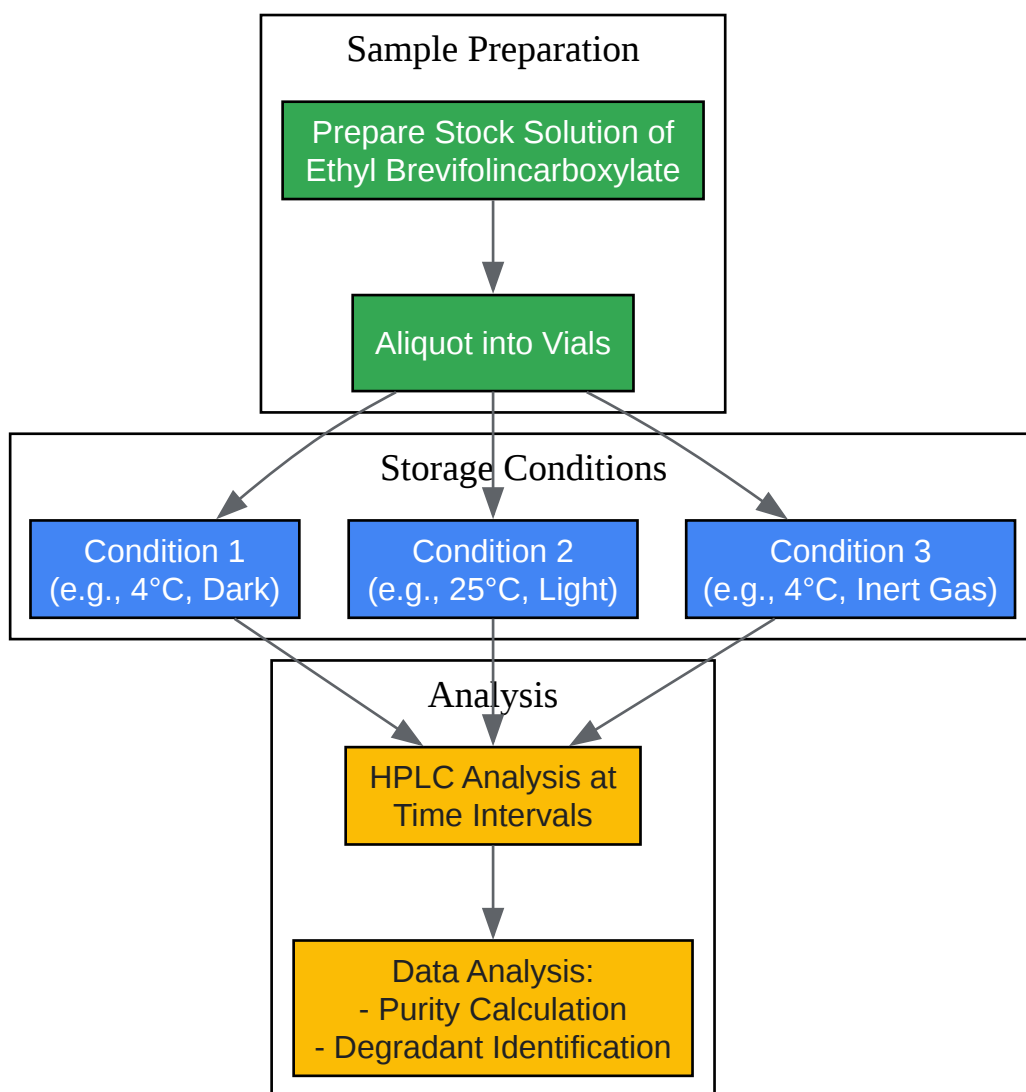 Sample Preparation
Prepare Stock Solution of
Ethyl Brevifolincarboxylate
Aliquot into Vials
Storage Conditions
Condition 1
(e.g., 4°C, Dark)
Condition 2
(e.g., 25°C, Light)
Condition 3
(e.g., 4°C, Inert Gas)
Analysis
HPLC Analysis at
Time Intervals
Data Analysis:
- Purity Calculation
- Degradant Identification